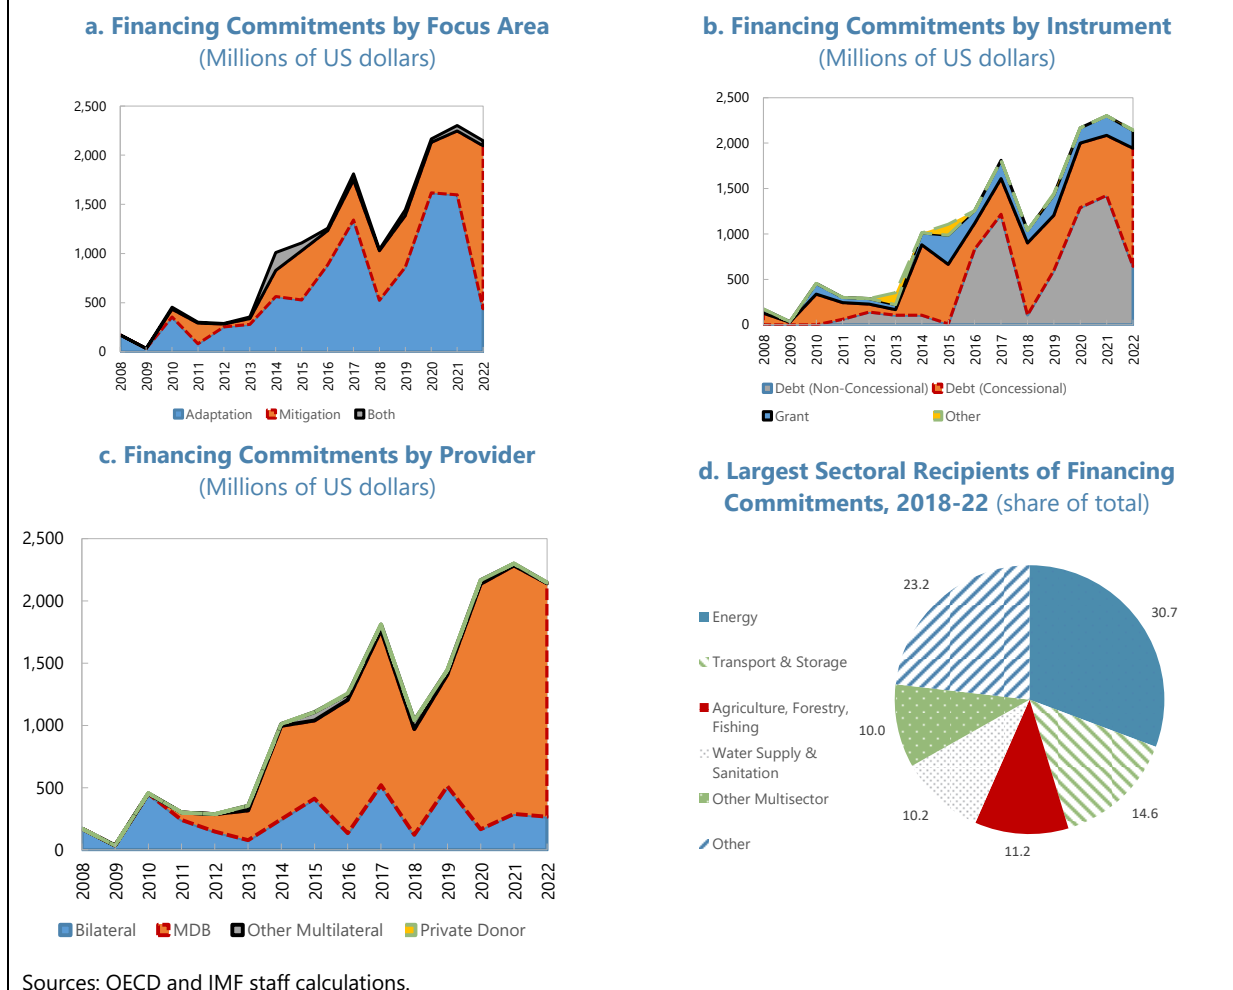 a. Financing Commitments by Focus Area
(Millions of US dollars)
2,500
2,000
1,500
1,000
500
0
2008 2009 2010 2011 2012 2013 2014 2015 2016 2017 2018 2019 2020 2021 2022
Adaptation Mitigation Both
b. Financing Commitments by Instrument
(Millions of US dollars)
2,500
2,000
1,500
1,000
500
0
2008 2009 2010 2011 2012 2013 2014 2015 2016 2017 2018 2019 2020 2021 2022
Debt (Non-Concessional) Debt (Concessional)
Grant Other
c. Financing Commitments by Provider
(Millions of US dollars)
2,500
2,000
1,500
1,000
500
0
2008 2009 2010 2011 2012 2013 2014 2015 2016 2017 2018 2019 2020 2021 2022
Bilateral MDB Other Multilateral Private Donor
d. Largest Sectoral Recipients of Financing
Commitments, 2018-22 (share of total)
Energy
Transport & Storage
Agriculture, Forestry,
Fishing
Water Supply &
Sanitation
Other Multisector
Other
23.2
30.7
10.0
14.6
10.2
11.2
Sources: OECD and IMF staff calculations.